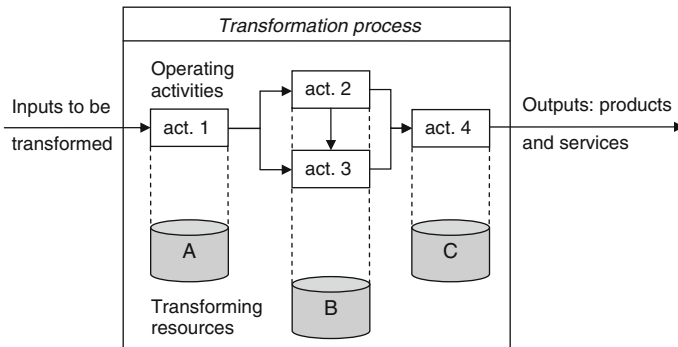 Transformation process
Operating
activities
Inputs to be
transformed
act. 1
act. 2
act. 3
act. 4
Outputs: products
and services
A
B
C
Transforming
resources